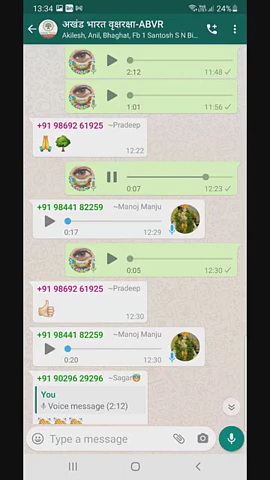 13:34
24%
अखंड भारत वृक्षरक्षा-ABVR
Akilesh, Anil, Bhaghat, Fb 1 Santosh S N Bi...
2:12 11:48
1:01 11:56
+91 98692 61925 ~Pradeep
12:22
0:07 12:23
+91 98441 82259 ~Manoj Manju
0:17 12:29
0:05 12:30
+91 98692 61925 ~Pradeep
12:30
+91 98441 82259 ~Manoj Manju
0:20 12:30
+91 90296 29296 ~Sagar
You
Voice message (2:12)
Type a message